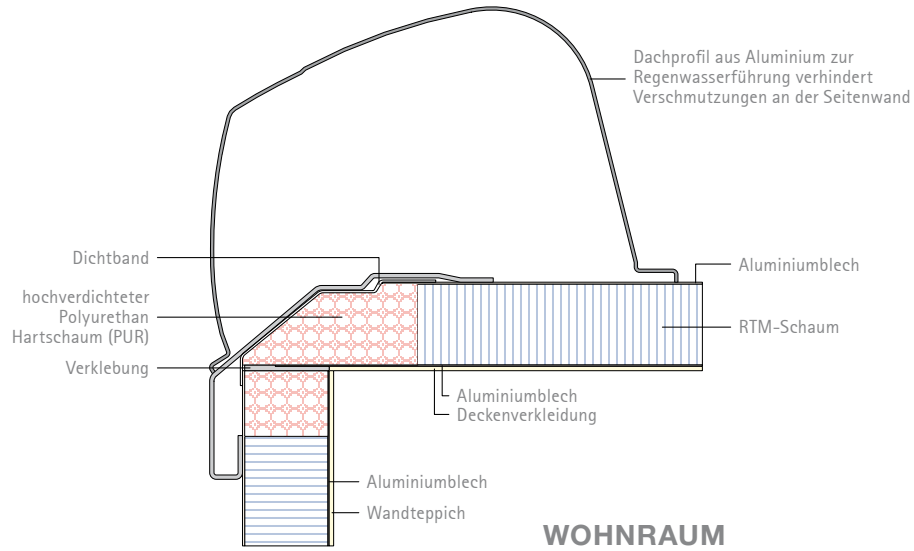 Dachprofil aus Aluminium zur
Regenwasserführung verhindert
Verschmutzungen an der Seitenwand
Dichtband
Aluminiumblech
hochverdichteter
Polyurethan
Hartschaum (PUR)
RTM-Schaum
Verklebung
Aluminiumblech
Deckenverkleidung
Aluminiumblech
Wandteppich
WOHNRAUM